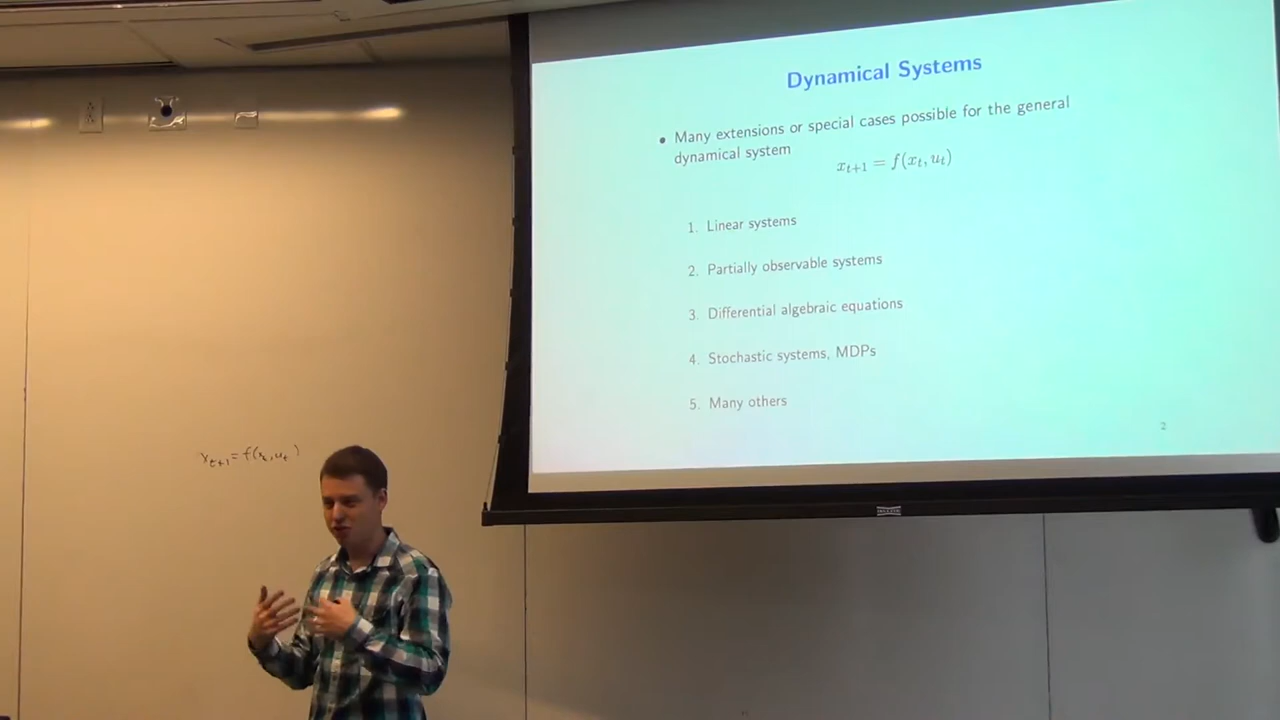 Dynamical Systems
• Many extensions or special cases possible for the general
dynamical system
x_{t+1} = f(x_t, u_t)
1. Linear systems
2. Partially observable systems
3. Differential algebraic equations
4. Stochastic systems, MDPs
5. Many others
2
x_{t+1} = f(x_t, u_t)